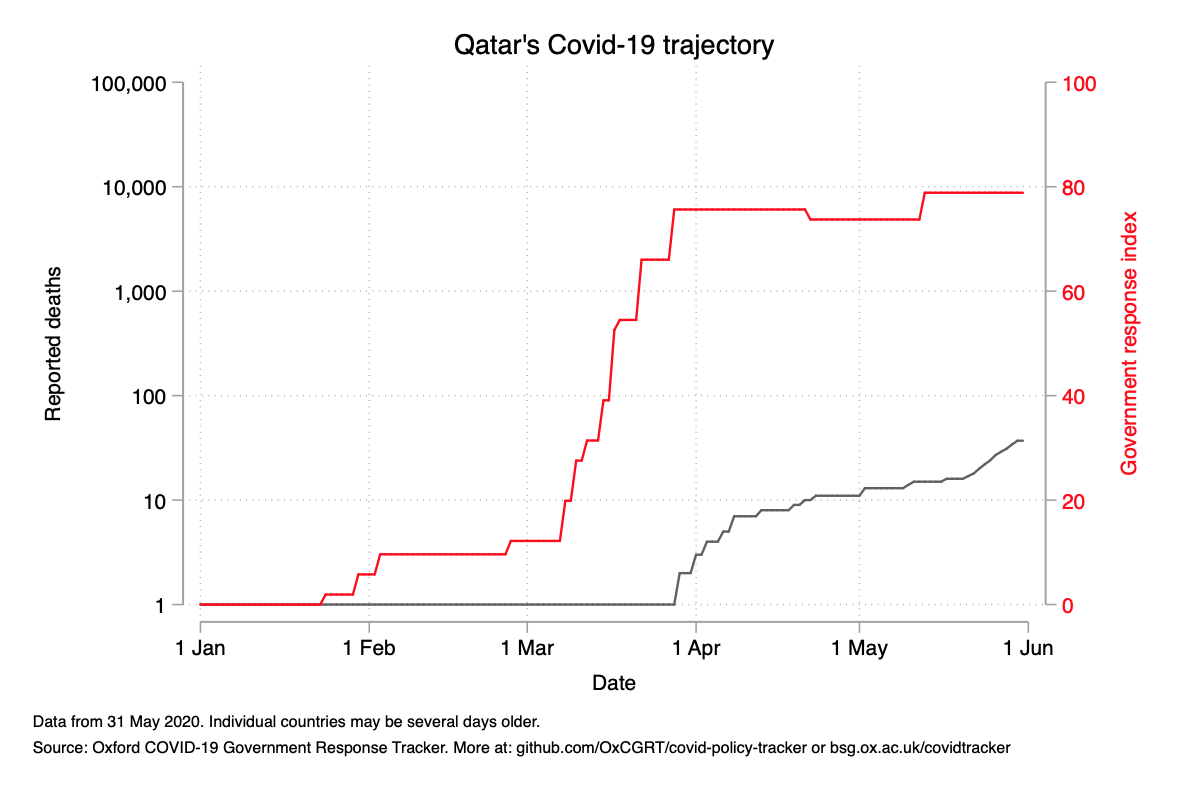 Qatar's Covid-19 trajectory
100,000
10,000
1,000
100
10
1
Reported deaths
100
80
60
40
20
0
Government response index
1 Jan 1 Feb 1 Mar 1 Apr 1 May 1 Jun
Date
Data from 31 May 2020. Individual countries may be several days older.
Source: Oxford COVID-19 Government Response Tracker. More at: github.com/OxCGRT/covid-policy-tracker or bsg.ox.ac.uk/covidtracker